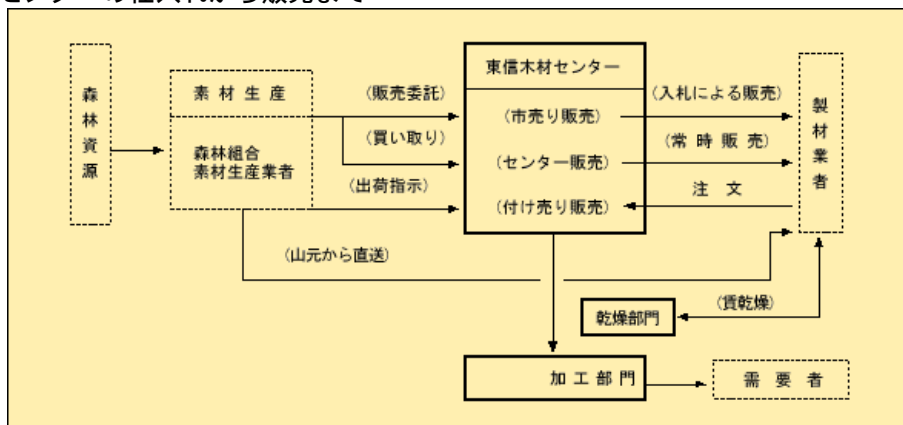 センターの仕入れから販売まで
森林資源
素材生産
森林組合
素材生産業者
(販売委託)
(買い取り)
(出荷指示)
(山元から直送)
東信木材センター
(市売り販売)
(センター販売)
(付け売り販売)
(入札による販売)
(常時販売)
注文
製材業者
(賃乾燥)
乾燥部門
加工部門
需要者